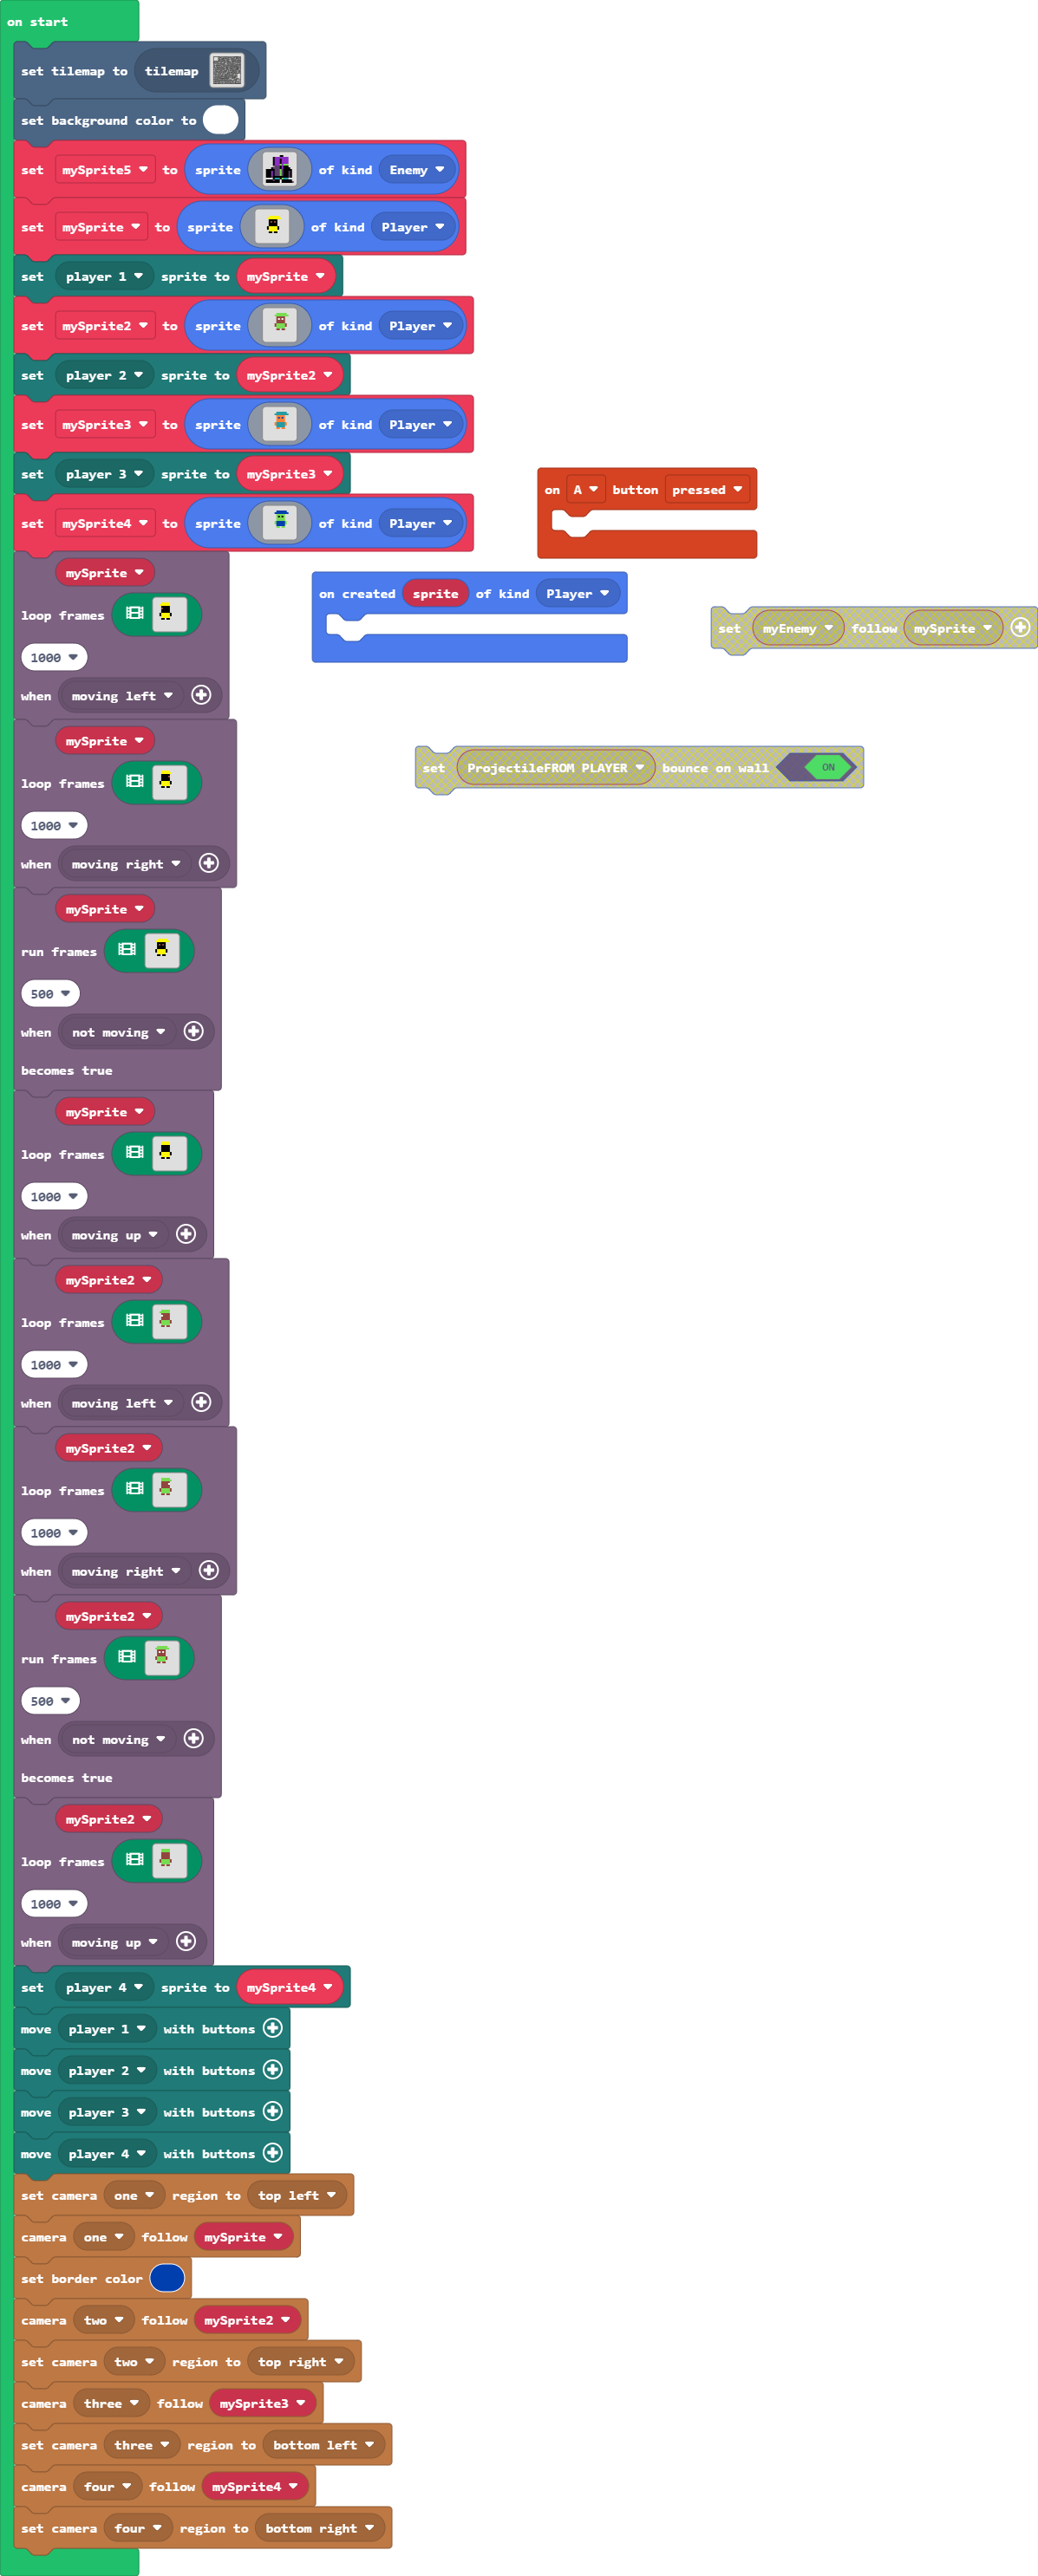 on start
set tilemap to tilemap
set background color to
set mySprite5 to sprite of kind Enemy
set mySprite to sprite of kind Player
set player 1 sprite to mySprite
set mySprite2 to sprite of kind Player
set player 2 sprite to mySprite2
set mySprite3 to sprite of kind Player
set player 3 sprite to mySprite3
set mySprite4 to sprite of kind Player
mySprite
loop frames
1000
when moving left
mySprite
loop frames
1000
when moving right
mySprite
run frames
500
when not moving
becomes true
mySprite
loop frames
1000
when moving up
mySprite2
loop frames
1000
when moving left
mySprite2
loop frames
1000
when moving right
mySprite2
run frames
500
when not moving
becomes true
mySprite2
loop frames
1000
when moving up
set player 4 sprite to mySprite4
move player 1 with buttons
move player 2 with buttons
move player 3 with buttons
move player 4 with buttons
set camera one region to top left
camera one follow mySprite
set border color
camera two follow mySprite2
set camera two region to top right
camera three follow mySprite3
set camera three region to bottom left
camera four follow mySprite4
set camera four region to bottom right
on A button pressed
on created sprite of kind Player
set myEnemy follow mySprite
set ProjectileFROM PLAYER bounce on wall ON